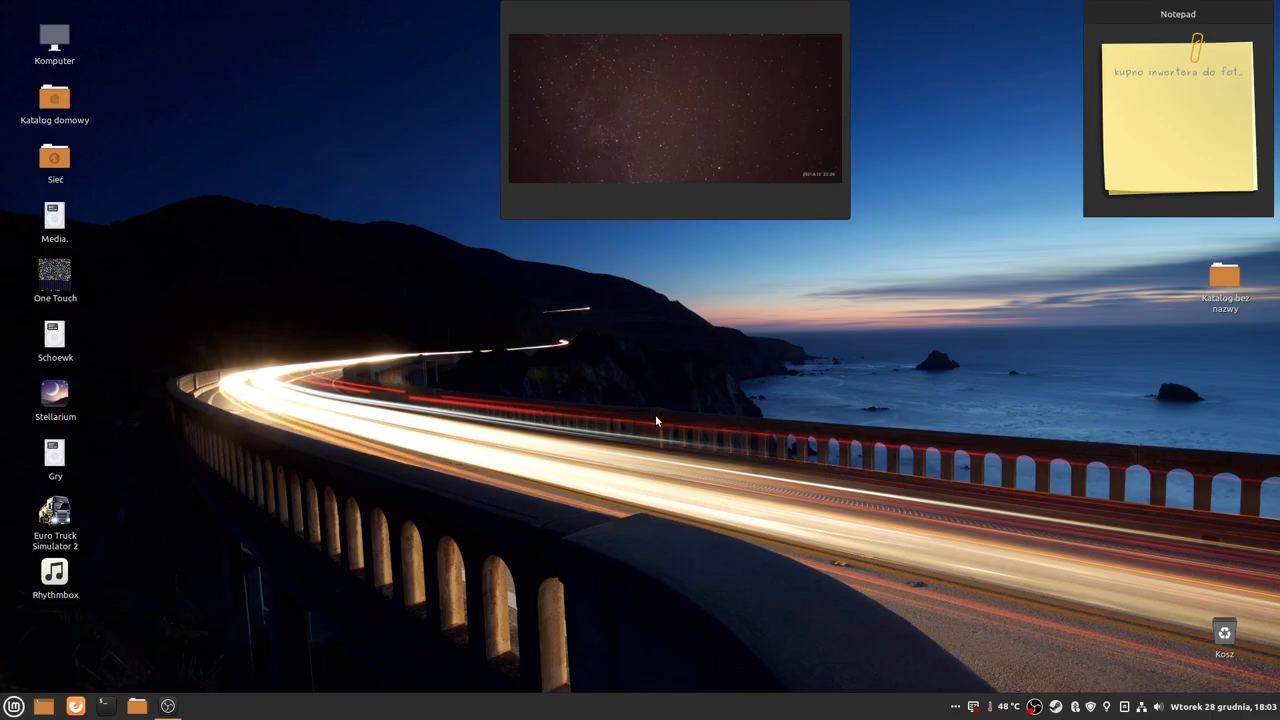 Komputer
Katalog domowy
Sieć
Media.
One Touch
Schoewk
Stellarium
Gry
Euro Truck
Simulator 2
Rhythmbox
Notepad
kupno inwertera do fot...
Katalog bez
nazwy
Kosz
48 °C
Wtorek 28 grudnia, 18:03